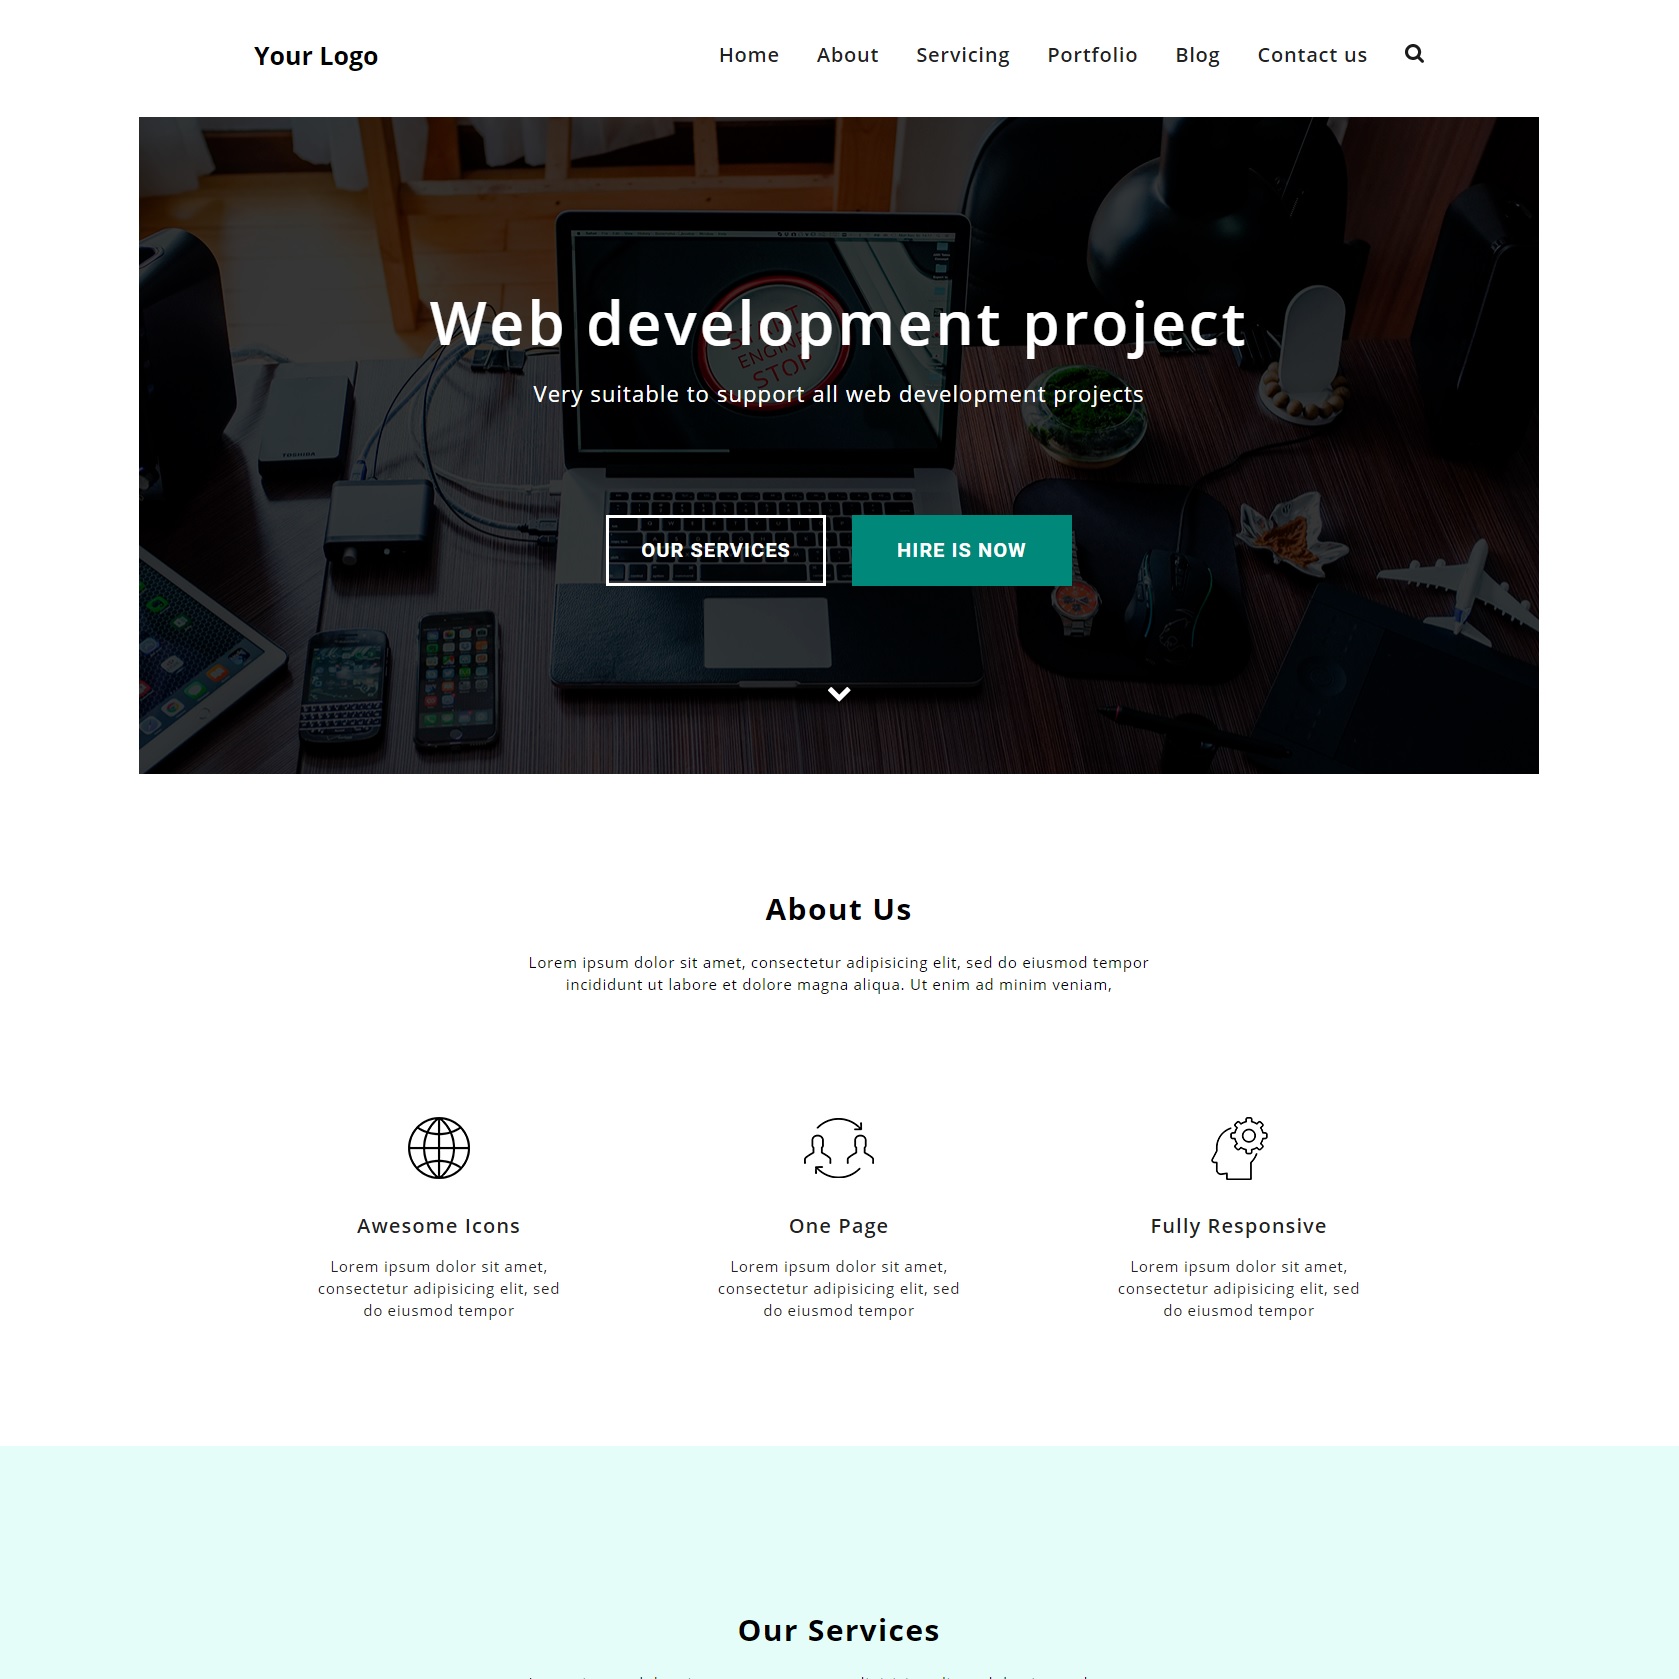 Your Logo
Home About Servicing Portfolio Blog Contact us
START
ENGINE
STOP
Web development project
Very suitable to support all web development projects
TOSHIBA
OUR SERVICES HIRE IS NOW
About Us
Lorem ipsum dolor sit amet, consectetur adipisicing elit, sed do eiusmod tempor
incididunt ut labore et dolore magna aliqua. Ut enim ad minim veniam,
Awesome Icons
Lorem ipsum dolor sit amet,
consectetur adipisicing elit, sed
do eiusmod tempor
One Page
Lorem ipsum dolor sit amet,
consectetur adipisicing elit, sed
do eiusmod tempor
Fully Responsive
Lorem ipsum dolor sit amet,
consectetur adipisicing elit, sed
do eiusmod tempor
Our Services